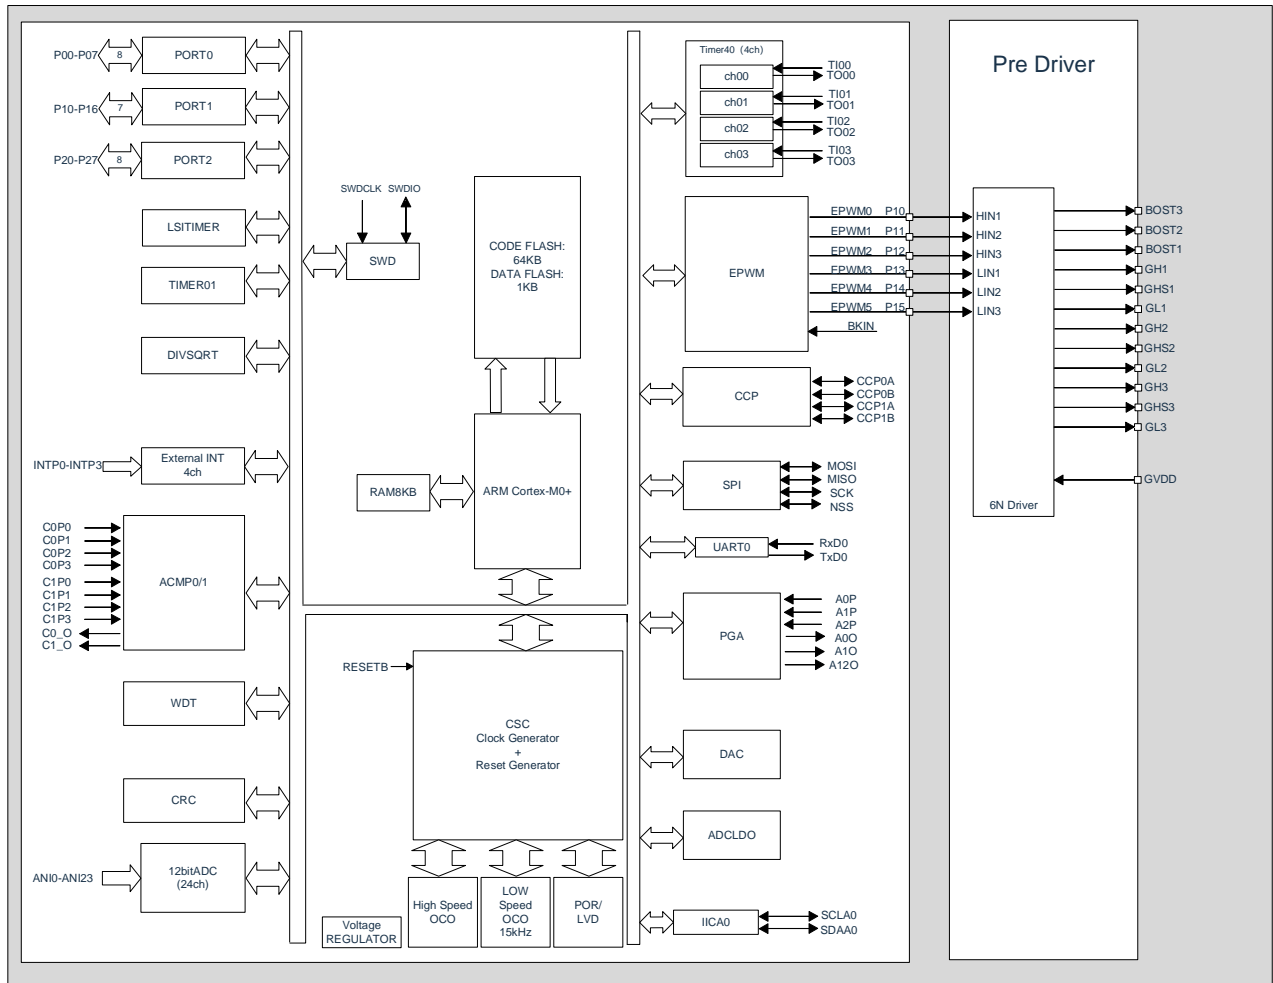 P00-P07
8
PORT0
P10-P16
7
PORT1
P20-P27
8
PORT2
LSITIMER
TIMER01
DIVSQRT
INTP0-INTP3
External INT
4ch
C0P0
C0P1
C0P2
C0P3
C1P0
C1P1
C1P2
C1P3
C0_O
C1_O
ACMP0/1
WDT
CRC
ANI0-ANI23
12bitADC
(24ch)
SWDCLK
SWDIO
SWD
CODE FLASH:
64KB
DATA FLASH:
1KB
RAM8KB
ARM Cortex-M0+
RESETB
CSC
Clock Generator
+
Reset Generator
Voltage
REGULATOR
High Speed
OCO
LOW
Speed
OCO
15kHz
POR/
LVD
Timer40 (4ch)
ch00
ch01
ch02
ch03
TI00
TO00
TI01
TO01
TI02
TO02
TI03
TO03
EPWM
EPWM0 P10
EPWM1 P11
EPWM2 P12
EPWM3 P13
EPWM4 P14
EPWM5 P15
BKIN
CCP
CCP0A
CCP0B
CCP1A
CCP1B
SPI
MOSI
MISO
SCK
NSS
UART0
RxD0
TxD0
PGA
A0P
A1P
A2P
A0O
A1O
A12O
DAC
ADCLDO
IICA0
SCLA0
SDAA0
Pre Driver
HIN1
HIN2
HIN3
LIN1
LIN2
LIN3
6N Driver
BOST3
BOST2
BOST1
GH1
GHS1
GL1
GH2
GHS2
GL2
GH3
GHS3
GL3
GVDD